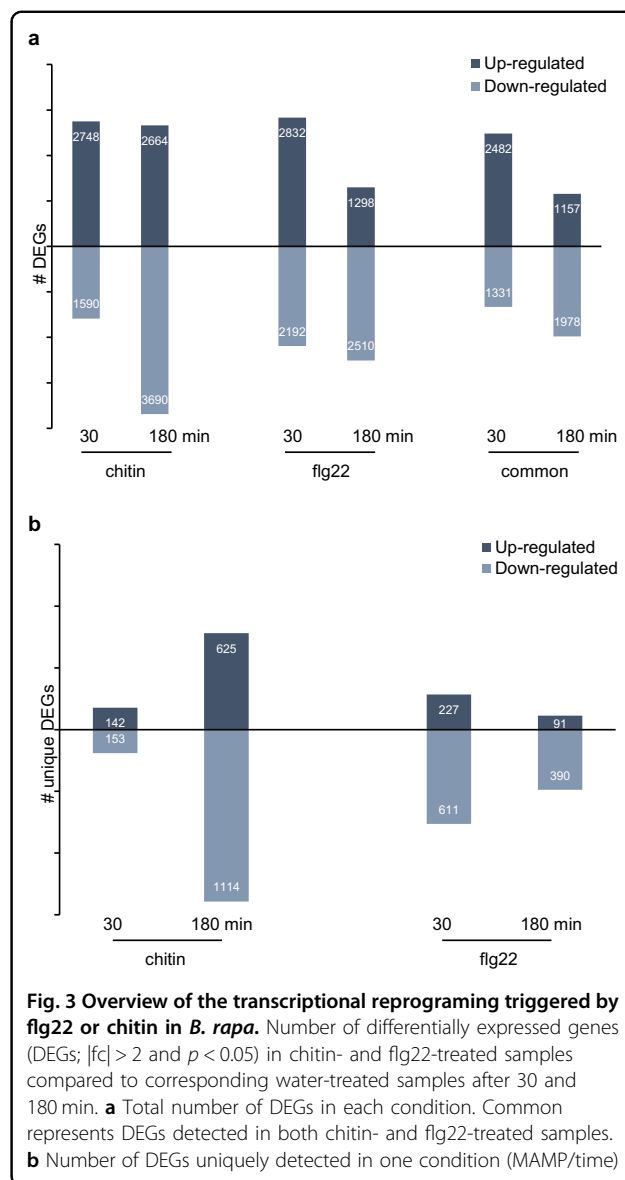 a
Up-regulated
Down-regulated
# DEGs
2748 2664 2832 1298 2482 1157
1590 3690 2192 2510 1331 1978
30 180 min 30 180 min 30 180 min
chitin flg22 common
b
Up-regulated
Down-regulated
# unique DEGs
142 625 227 91
153 1114 611 390
30 180 min 30 180 min
chitin flg22
Fig. 3 Overview of the transcriptional reprograming triggered by
flg22 or chitin in B. rapa. Number of differentially expressed genes
(DEGs; |fc| > 2 and p < 0.05) in chitin- and flg22-treated samples
compared to corresponding water-treated samples after 30 and
180 min. a Total number of DEGs in each condition. Common
represents DEGs detected in both chitin- and flg22-treated samples.
b Number of DEGs uniquely detected in one condition (MAMP/time)